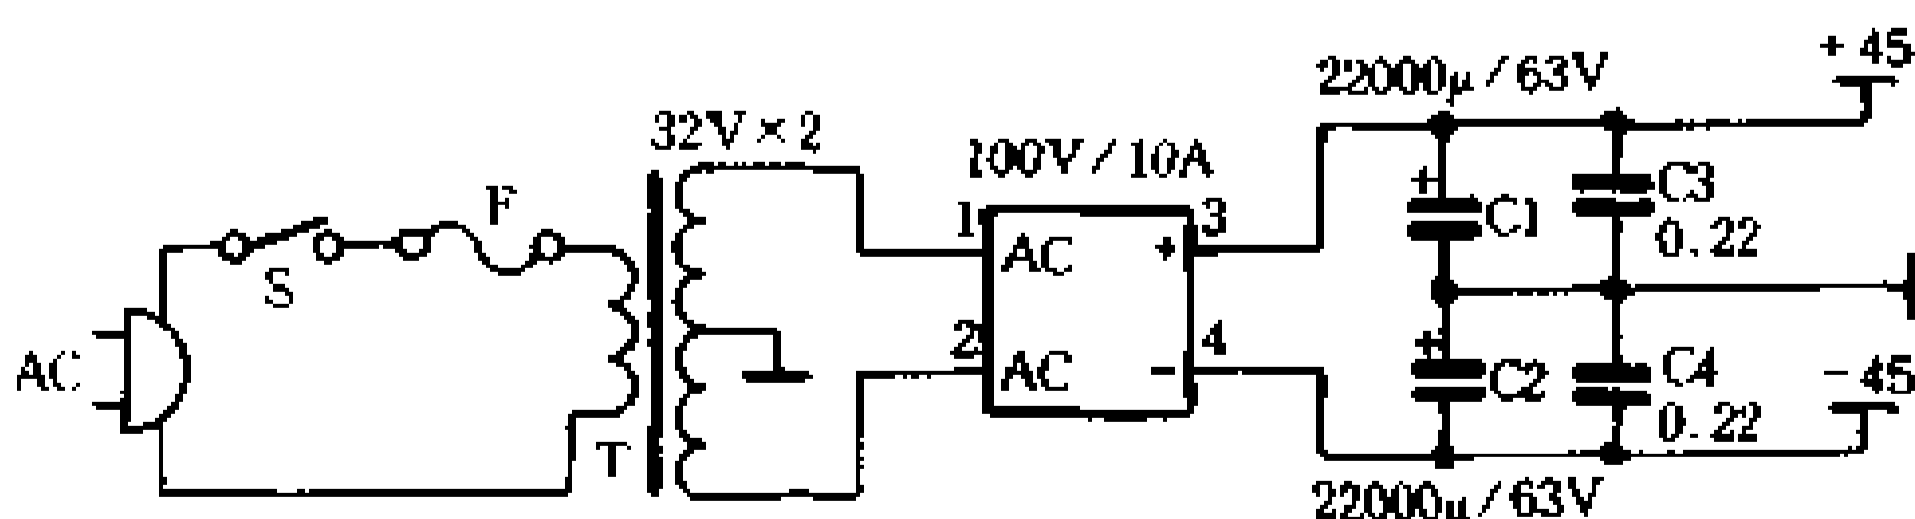 AC
S
F
T
32V×2
100V/10A
1
AC
2
AC
+
3
−
4
22000μ/63V
+
C1
C3
0.22
+
C2
C4
0.22
22000μ/63V
+45
−45